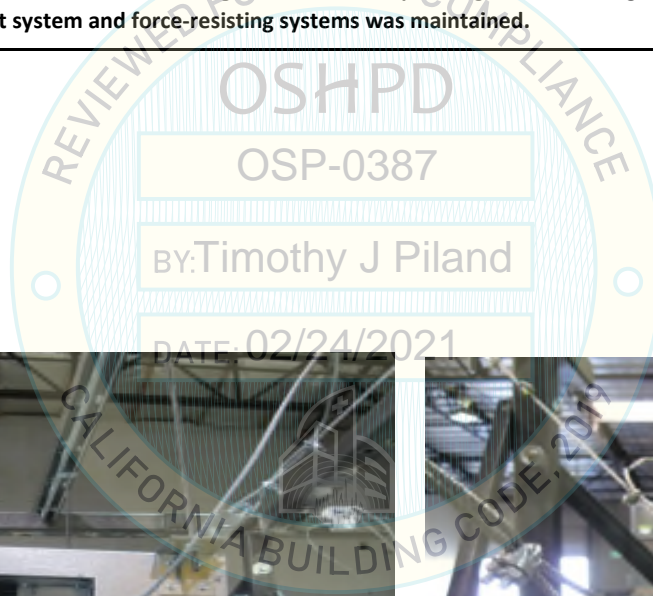 t system and force-resisting systems was maintained.
REVIEWED FOR CODE COMPLIANCE
OSHPD
OSP-0387
BY:Timothy J Piland
DATE: 02/24/2021
CALIFORNIA BUILDING CODE, 2019